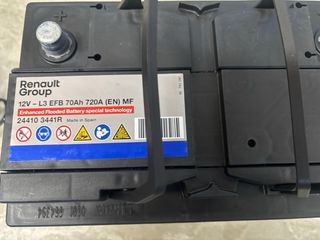 Renault
Group
12V – L3 EFB 70Ah 720A (EN) MF
Enhanced Flooded Battery special technology
24410 3441R Made in Spain